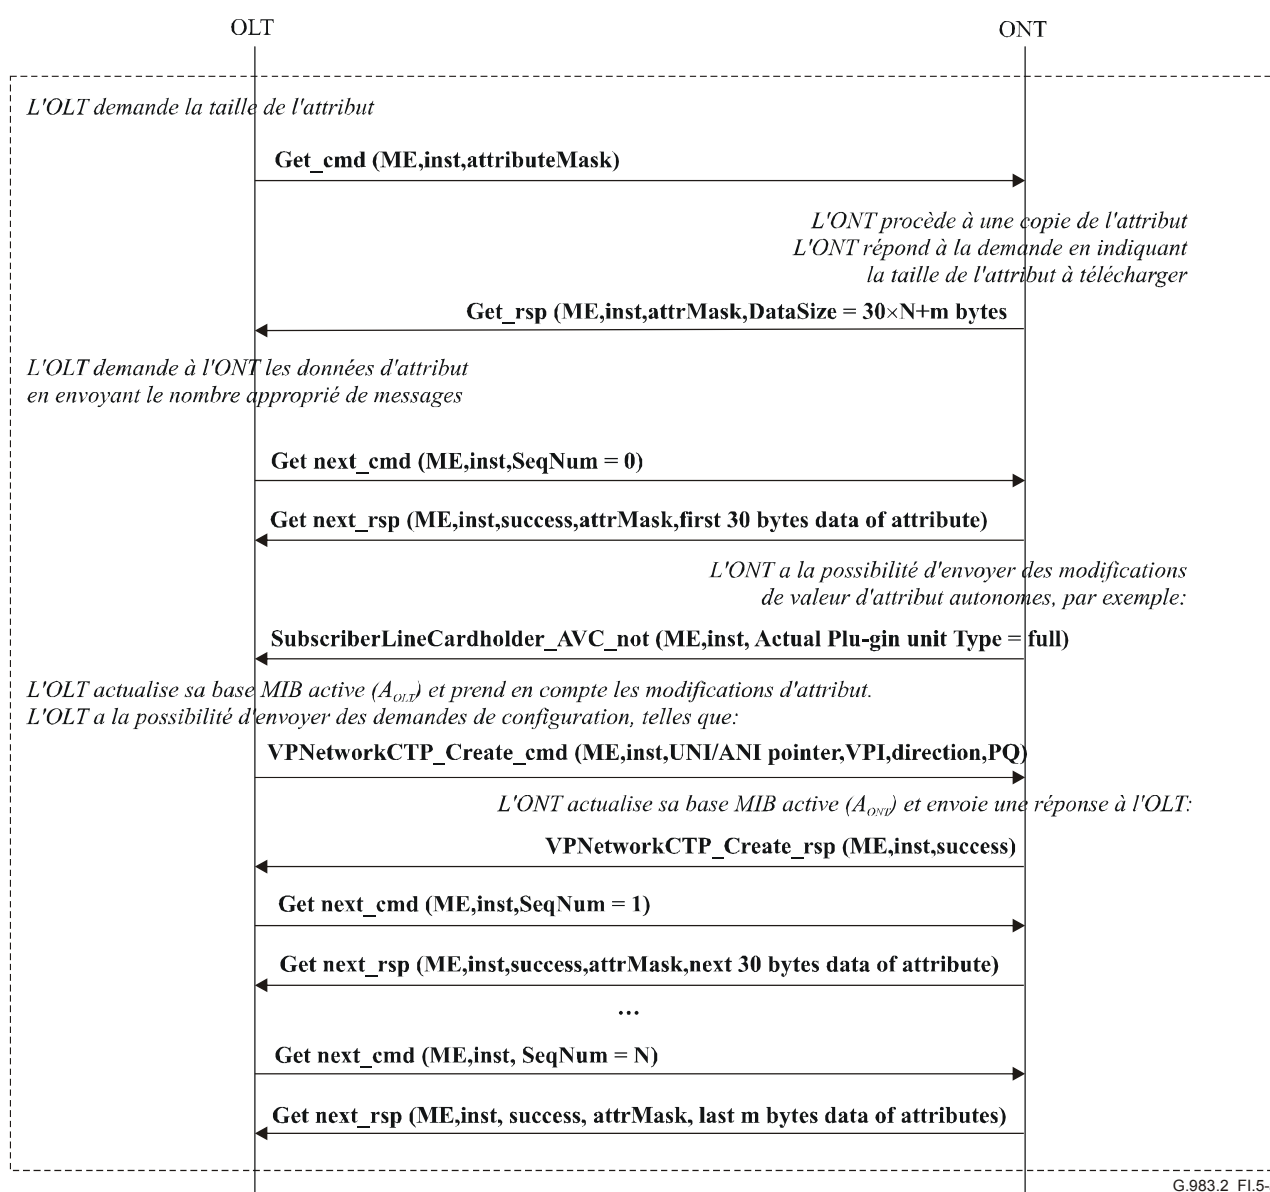 OLT
ONT
L'OLT demande la taille de l'attribut
Get_cmd (ME,inst,attributeMask)
L'ONT procède à une copie de l'attribut
L'ONT répond à la demande en indiquant
la taille de l'attribut à télécharger
Get_rsp (ME,inst,attrMask,DataSize = 30×N+m bytes
L'OLT demande à l'ONT les données d'attribut
en envoyant le nombre approprié de messages
Get next_cmd (ME,inst,SeqNum = 0)
Get next_rsp (ME,inst,success,attrMask,first 30 bytes data of attribute)
L'ONT a la possibilité d'envoyer des modifications
de valeur d'attribut autonomes, par exemple:
SubscriberLineCardholder_AVC_not (ME,inst, Actual Plu-gin unit Type = full)
L'OLT actualise sa base MIB active (A_OLT) et prend en compte les modifications d'attribut.
L'OLT a la possibilité d'envoyer des demandes de configuration, telles que:
VPNetworkCTP_Create_cmd (ME,inst,UNI/ANI pointer,VPI,direction,PQ)
L'ONT actualise sa base MIB active (A_ONT) et envoie une réponse à l'OLT:
VPNetworkCTP_Create_rsp (ME,inst,success)
Get next_cmd (ME,inst,SeqNum = 1)
Get next_rsp (ME,inst,success,attrMask,next 30 bytes data of attribute)
...
Get next_cmd (ME,inst, SeqNum = N)
Get next_rsp (ME,inst, success, attrMask, last m bytes data of attributes)
G.983.2_FI.5-